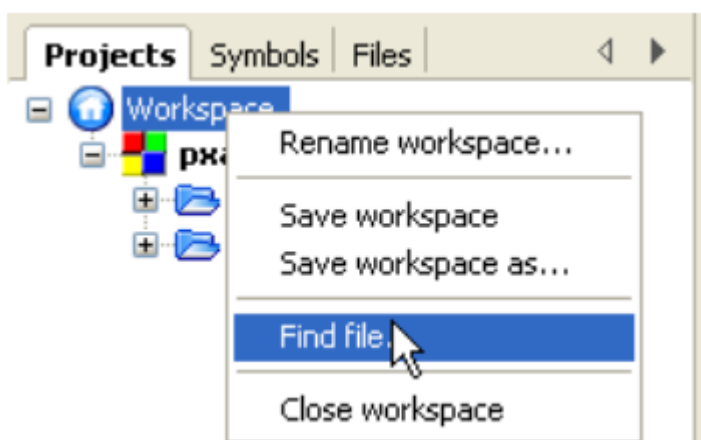 Projects Symbols Files
Workspace
Rename workspace...
Save workspace
Save workspace as...
Find file.
Close workspace